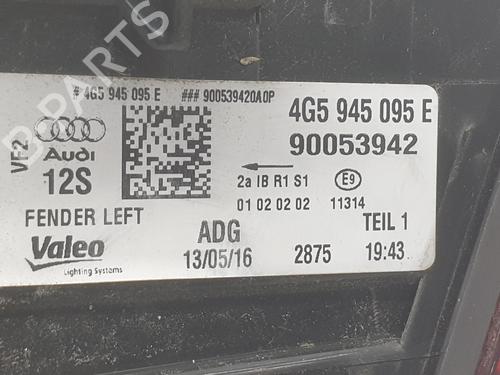 # 4G5 945 095 E ### 900539420A0P
4G5 945 095 E
90053942
VF2
Audi
12S
2a IB R1 S1 E9
01 02 02 02 11314
FENDER LEFT
ADG
TEIL 1
Valeo
Lighting Systems
13/05/16
2875
19:43
B-PARTS